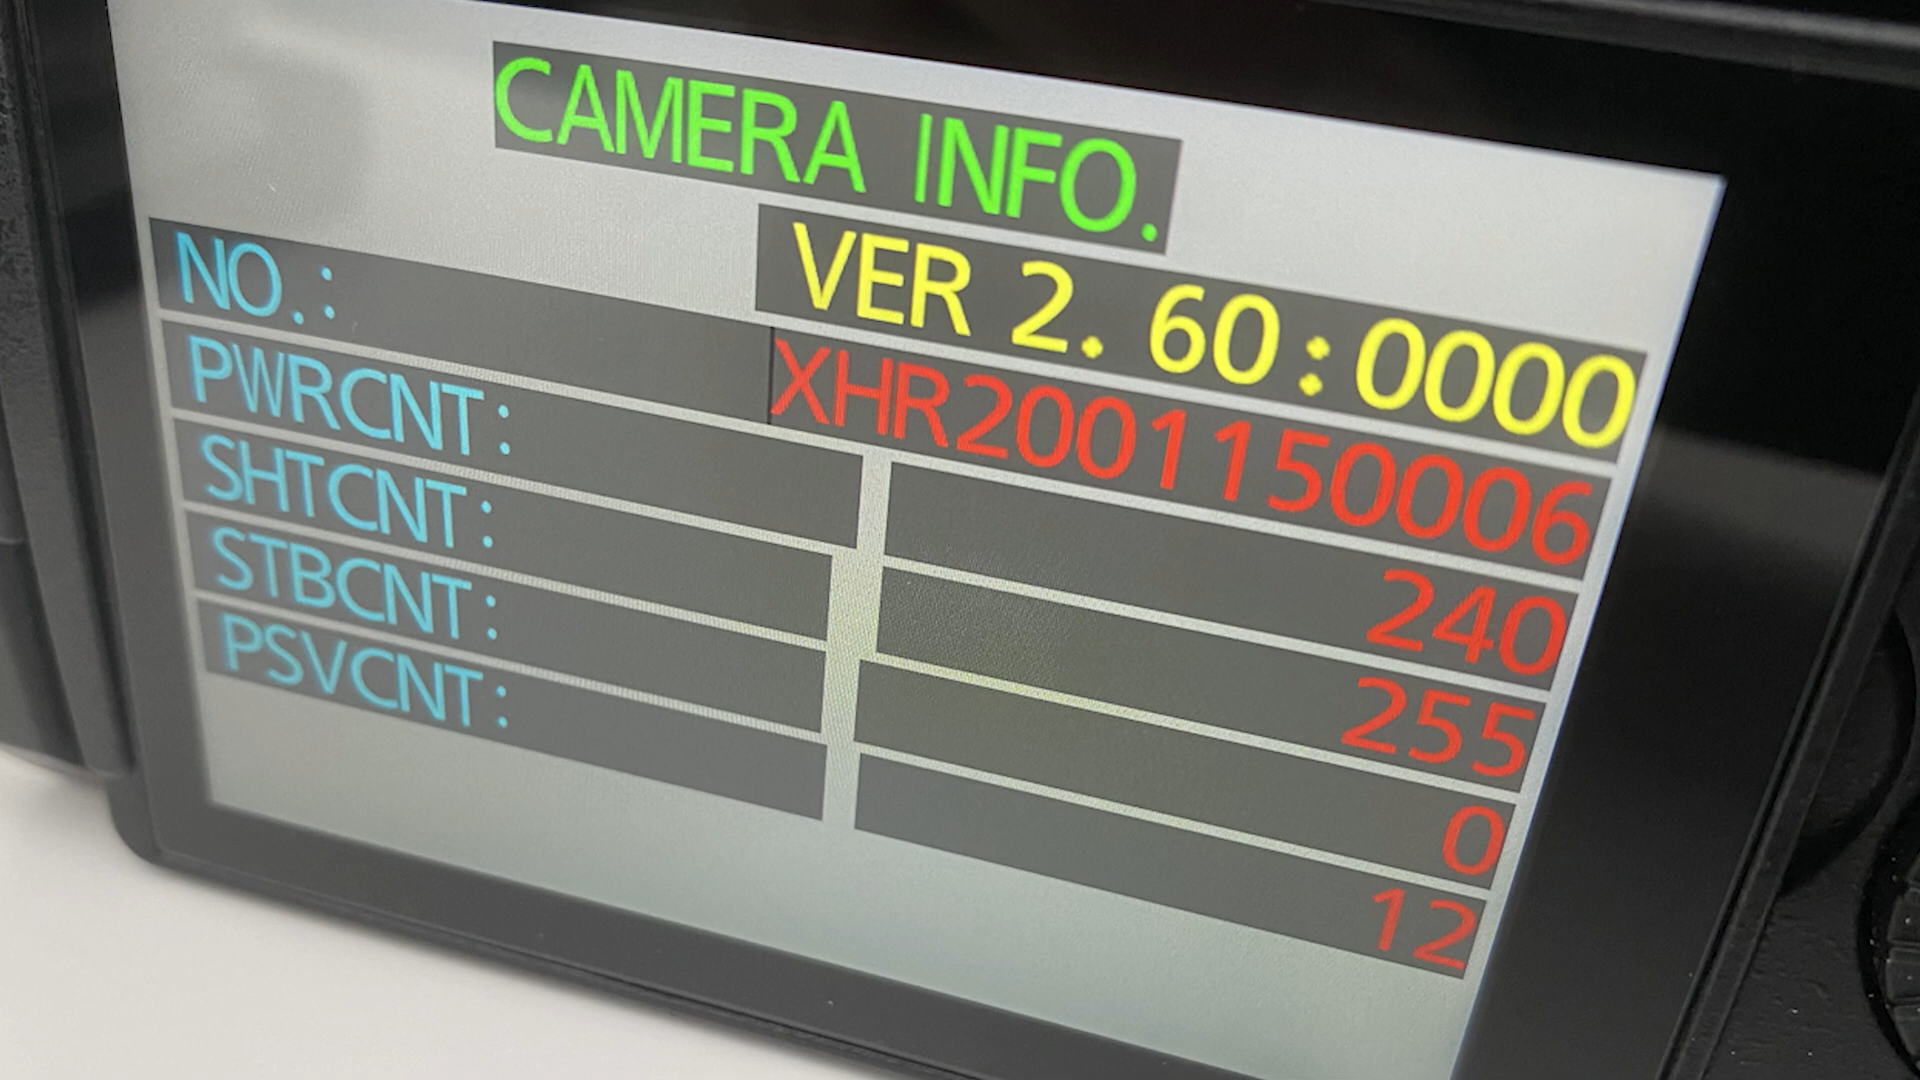 CAMERA INFO.
VER 2.60:0000
NO.: XHR2001150006
PWRCNT: 240
SHTCNT: 255
STBCNT: 0
PSVCNT: 12